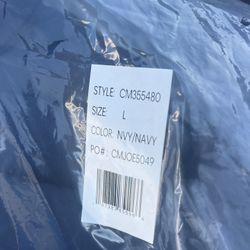 STYLE: CM355480
SIZE: L
COLOR: NVY/NAVY
PO#: CMJOE5049